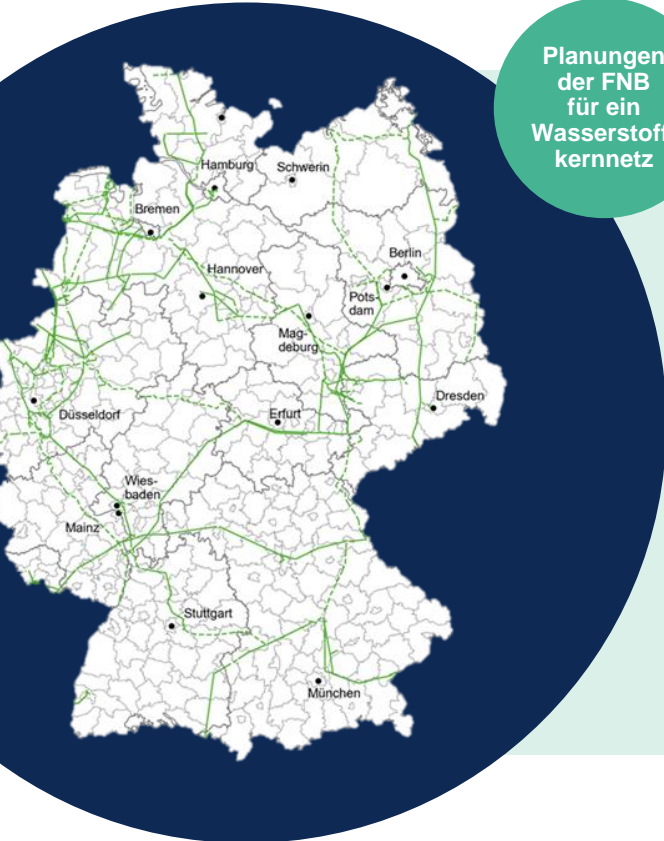 Planungen
der FNB
für ein
Wasserstoff
kernnetz
Hamburg
Schwerin
Bremen
Berlin
Hannover
Pots-
dam
Mag-
deburg
Dresden
Düsseldorf
Erfurt
Wies-
baden
Mainz
Stuttgart
München